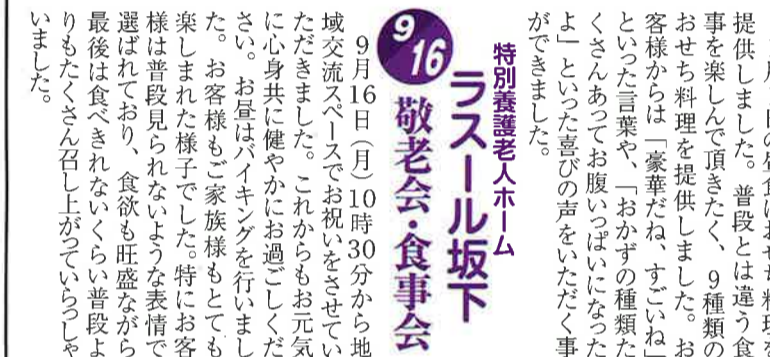 提供しました。普段とは違う食
事を楽しんで頂きたく、9種類の
おせち料理を提供しました。お
客様からは「豪華だね、すごいね」
といった言葉や、「おかずの種類た
くさんあってお腹いっぱいになった
よ」といった喜びの声をいただく事
ができました。
特別養護老人ホーム
ラスール坂下
9/16
敬老会・食事会
9月16日(月)10時30分から地
域交流スペースでお祝いをさせてい
ただきました。これからもお元気
に心身共に健やかにお過ごしくだ
さい。お昼はバイキングを行いまし
た。お客様もご家族様もとても
楽しまれた様子でした。特にお客
様は普段見られないような表情で
選ばれており、食欲も旺盛ながら
最後は食べきれないくらい普段よ
りもたくさん召し上がっていらっしゃ
いました。